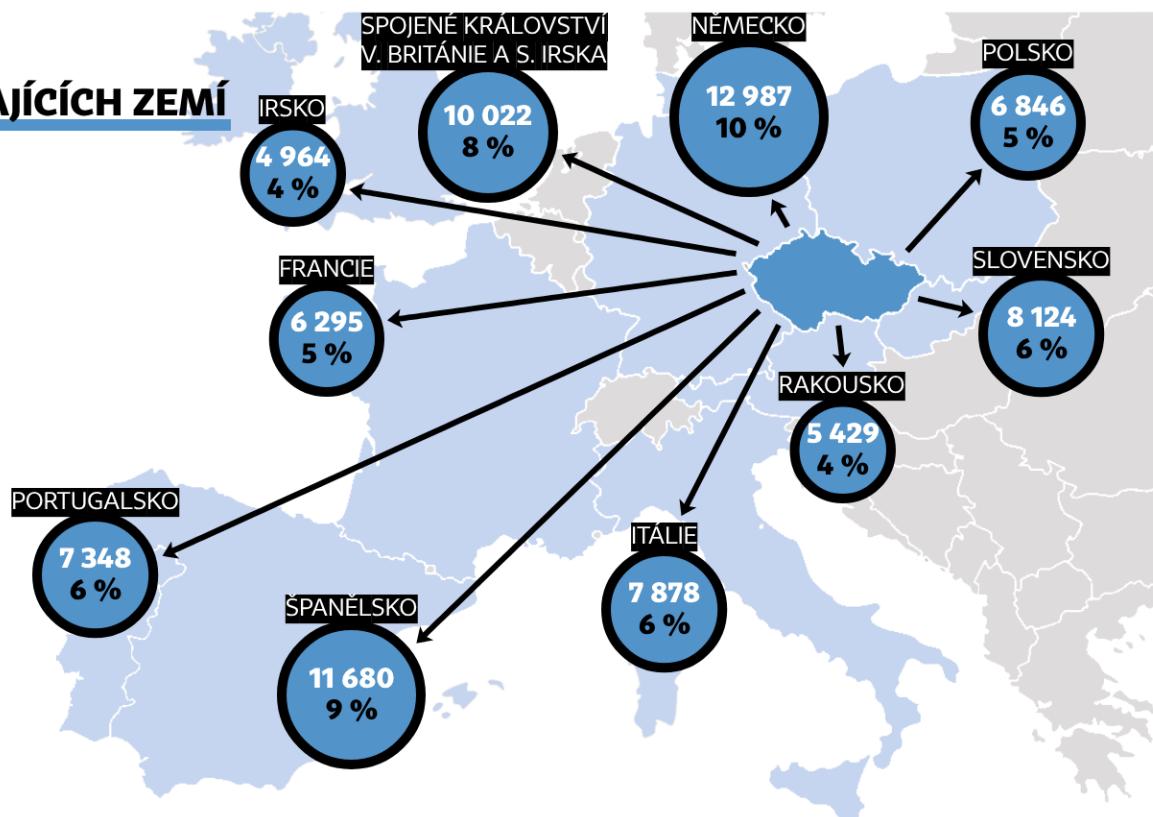 AJÍCÍCH ZEMÍ
SPOJENÉ KRÁLOVSTVÍ
V. BRITÁNIE A S. IRSKA
10 022
8 %
NĚMECKO
12 987
10 %
POLSKO
6 846
5 %
IRSKO
4 964
4 %
FRANCIE
6 295
5 %
SLOVENSKO
8 124
6 %
RAKOUSKO
5 429
4 %
PORTUGALSKO
7 348
6 %
ŠPANĚLSKO
11 680
9 %
ITÁLIE
7 878
6 %